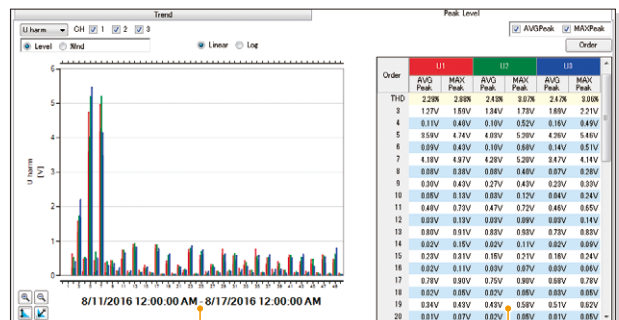 Trend
Peak Level
U harm CH 1 2 3
AVGPeak MAXPeak
Level %fnd Linear Log
Order
6
5
4
3
2
1
0
U harm
[V]
8/11/2016 12:00:00 AM - 8/17/2016 12:00:00 AM
U1 U2 U3
Order AVG Peak MAX Peak AVG Peak MAX Peak AVG Peak MAX Peak
THD 2.28% 2.88% 2.43% 3.07% 2.47% 3.06%
3 1.27V 1.59V 1.34V 1.73V 1.69V 2.21V
4 0.11V 0.48V 0.10V 0.52V 0.16V 0.49V
5 3.59V 4.74V 4.03V 5.20V 4.26V 5.46V
6 0.09V 0.43V 0.10V 0.68V 0.14V 0.51V
7 4.18V 4.97V 4.28V 5.20V 3.47V 4.14V
8 0.08V 0.38V 0.08V 0.40V 0.07V 0.28V
9 0.30V 0.43V 0.27V 0.43V 0.23V 0.33V
10 0.05V 0.13V 0.03V 0.12V 0.04V 0.24V
11 0.48V 0.73V 0.47V 0.72V 0.46V 0.65V
12 0.03V 0.13V 0.03V 0.09V 0.03V 0.14V
13 0.80V 0.91V 0.83V 0.93V 0.73V 0.83V
14 0.02V 0.15V 0.02V 0.11V 0.02V 0.09V
15 0.23V 0.31V 0.15V 0.21V 0.16V 0.24V
16 0.02V 0.11V 0.03V 0.07V 0.03V 0.06V
17 0.78V 0.90V 0.75V 0.90V 0.68V 0.78V
18 0.02V 0.05V 0.02V 0.05V 0.03V 0.05V
19 0.34V 0.43V 0.43V 0.58V 0.51V 0.62V
20 0.01V 0.07V 0.02V 0.05V 0.01V 0.05V